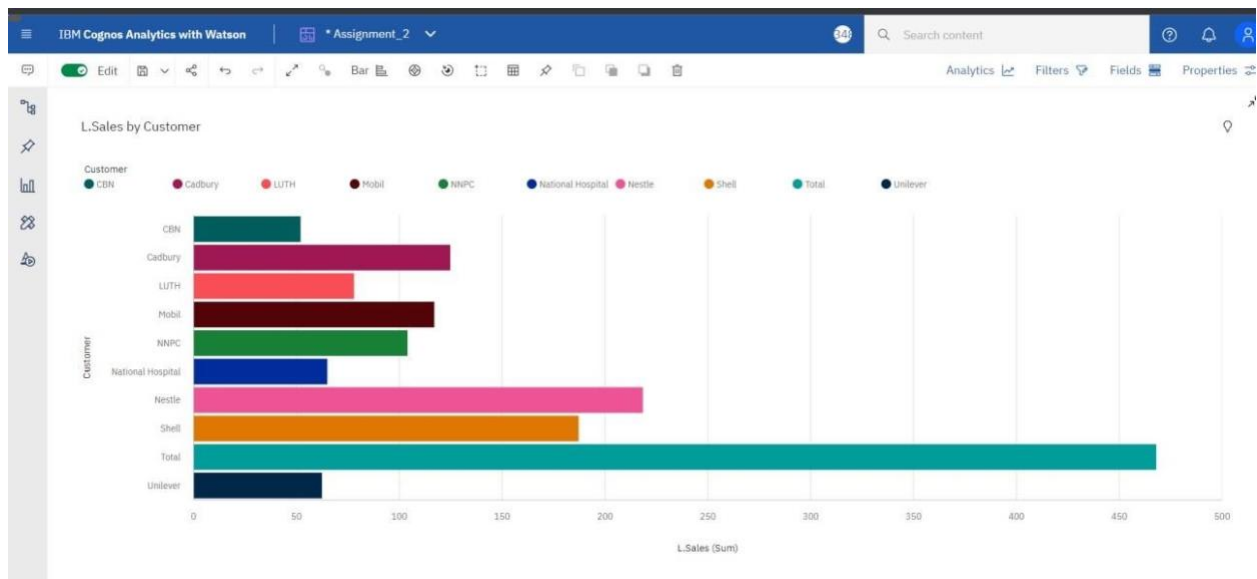 IBM Cognos Analytics with Watson * Assignment_2 Search content
Edit Bar Analytics Filters Fields Properties
L.Sales by Customer
Customer
CBN Cadbury LUTH Mobil NNPC National Hospital Nestle Shell Total Unilever
CBN
Cadbury
LUTH
Mobil
NNPC
Customer
National Hospital
Nestle
Shell
Total
Unilever
0 50 100 150 200 250 300 350 400 450 500
L.Sales (Sum)